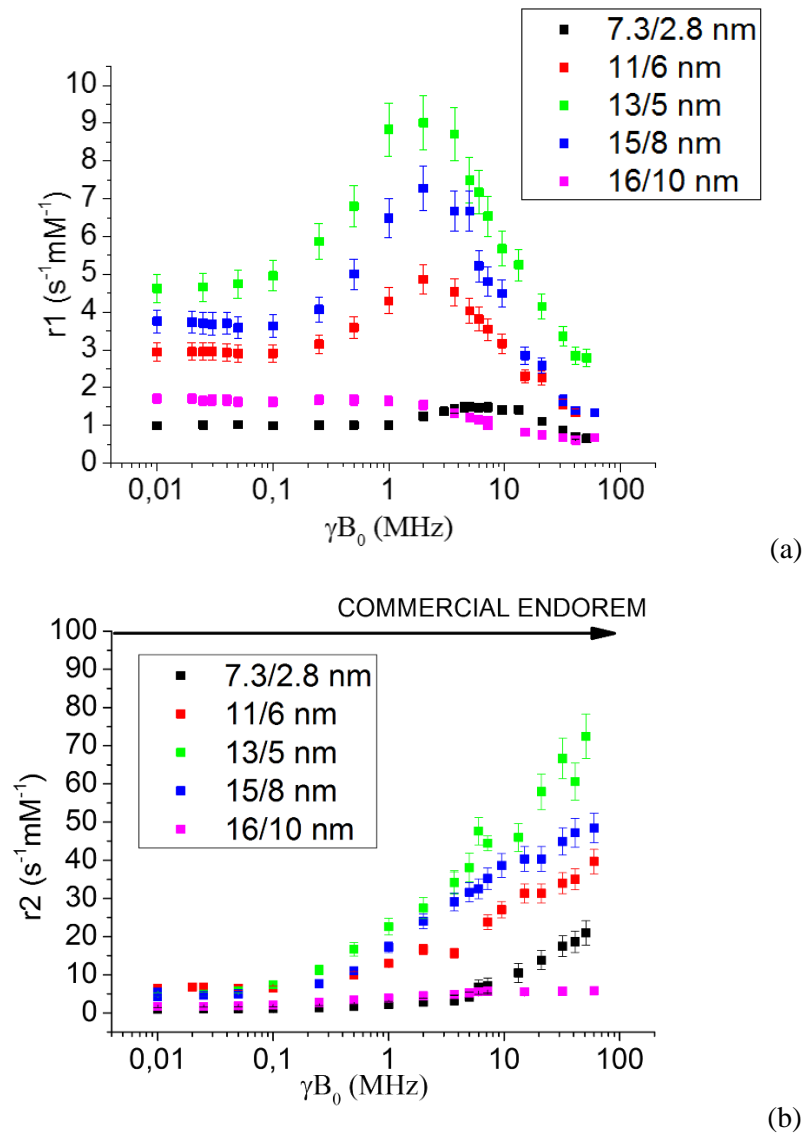 7.3/2.8 nm
11/6 nm
13/5 nm
15/8 nm
16/10 nm
10
9
8
7
6
5
4
3
2
1
0
r1 (s⁻¹mM⁻¹)
0,01 0,1 1 10 100
γB₀ (MHz)
(a)
COMMERCIAL ENDOREM
100
90
80
70
60
50
40
30
20
10
0
r2 (s⁻¹mM⁻¹)
7.3/2.8 nm
11/6 nm
13/5 nm
15/8 nm
16/10 nm
0,01 0,1 1 10 100
γB₀ (MHz)
(b)